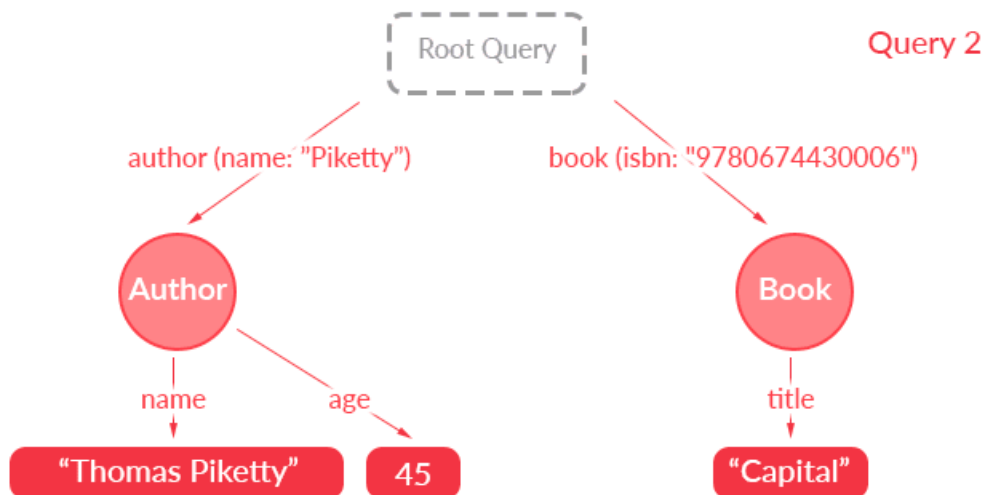 Root Query
Query 2
author (name: ”Piketty”)
book (isbn: "9780674430006")
Author
Book
name
age
title
“Thomas Piketty”
45
“Capital”